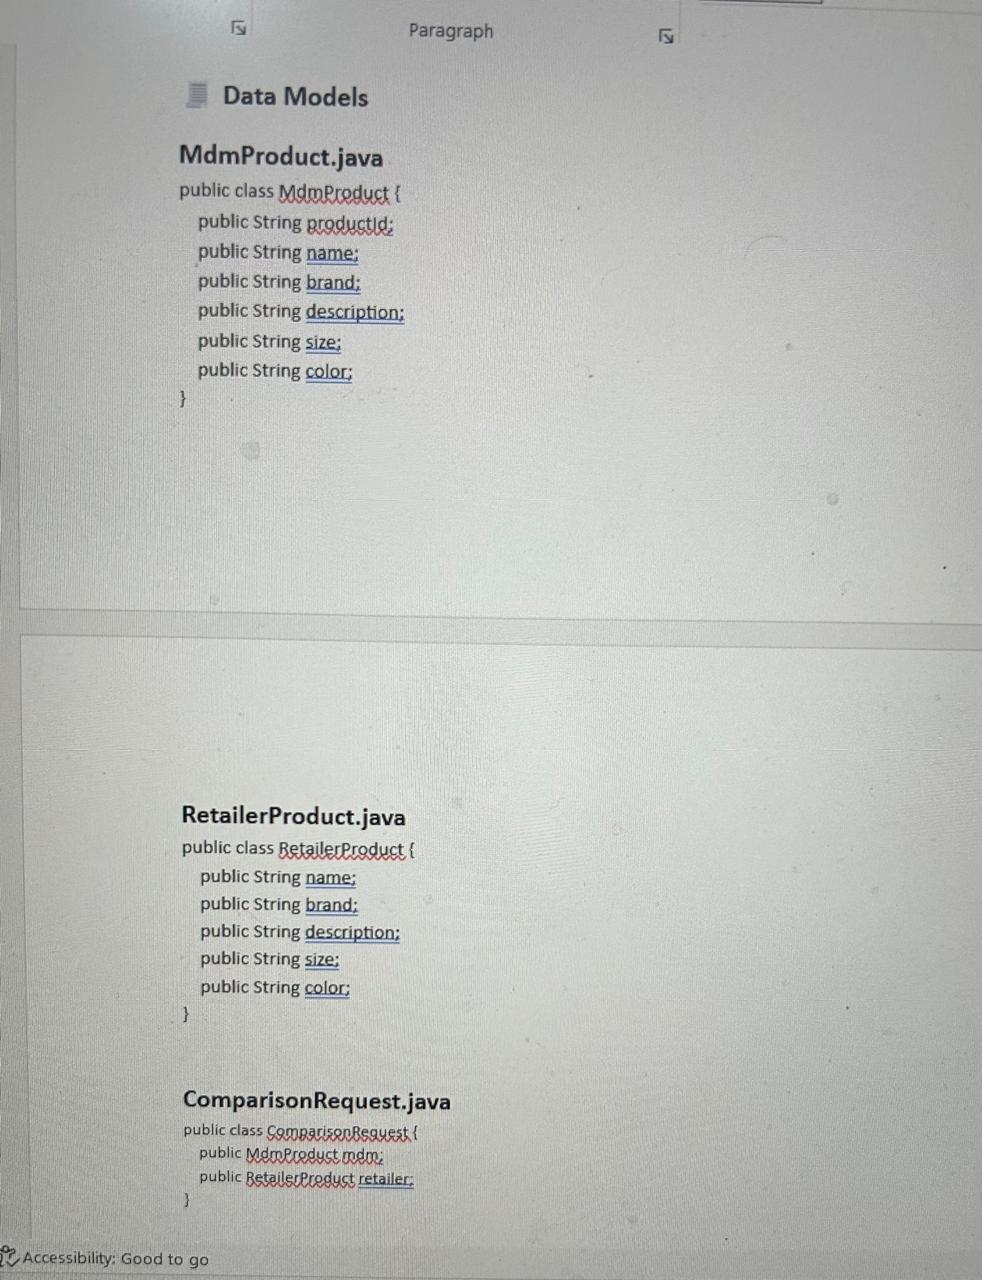 Paragraph
Data Models
MdmProduct.java
public class MdmProduct {
public String productId;
public String name;
public String brand;
public String description;
public String size;
public String color;
}
RetailerProduct.java
public class RetailerProduct {
public String name;
public String brand;
public String description;
public String size;
public String color;
}
ComparisonRequest.java
public class ComparisonRequest {
public MdmProduct mdm;
public RetailerProduct retailer;
}
Accessibility: Good to go